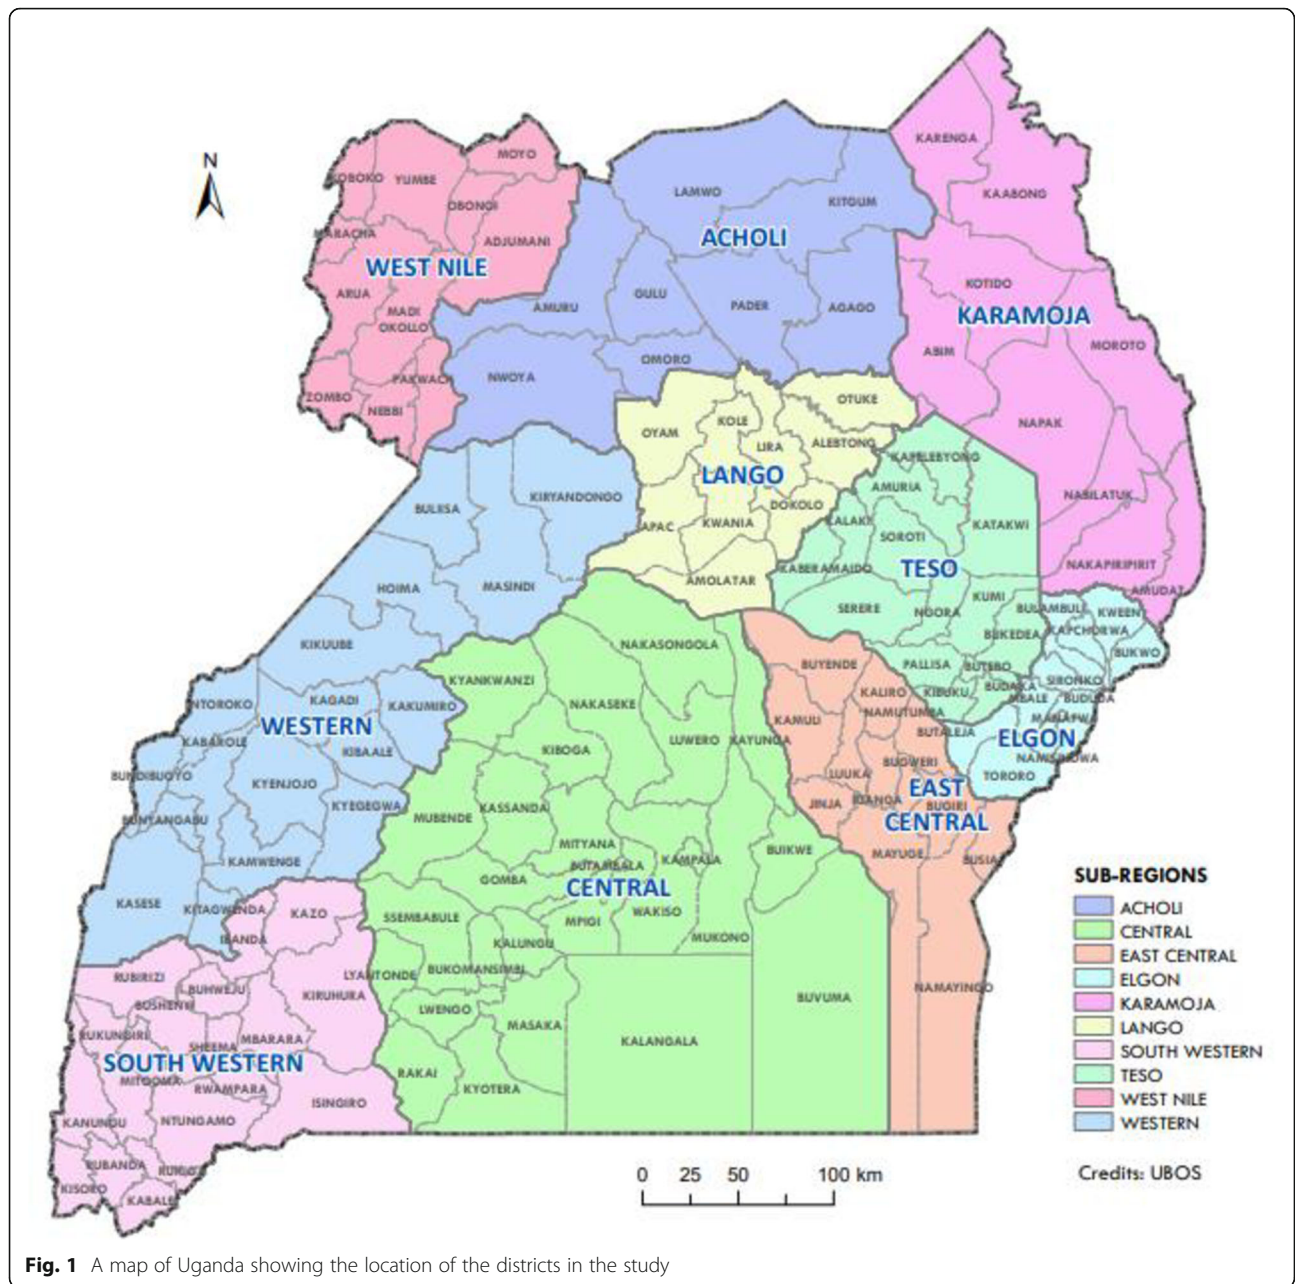 N
KARENGA
MOYO
KOBOKO YUMBE
KAABONG
LAMWO
KITGUM
OBONGI
MARACHA
ACHOLI
ADJUMANI
WEST NILE
KOTIDO
ARUA
GULU
AMURU
PADER
AGAGO
MADI
OKOLLO
KARAMOJA
MOROTO
ABIM
OMORO
NWOYA
PAKWACH
ZOMBO
NEBBI
OTUKE
KOLE
NAPAK
OYAM
LIRA
ALEBTONG
KAPELEBYONG
LANGO
AMURIA
NABILATUK
KIRYANDONGO
BULIISA
DOKOLO
KALAKI
KATAKWI
APAC
KWANIA
SOROTI
NAKAPIRIPIRIT
KABERAMAIDO
TESO
AMOLATAR
HOIMA
MASINDI
AMUDAT
KUMI
SERERE
NGORA
BULAMBULI
KWEEN
BUKEDEA
KAPCHORWA
KIKUUBE
NAKASONGOLA
BUKWO
BUYENDE
PALLISA
BUTEBO
KYANKWANZI
SIRONKO
KALIRO
KIBUKU
BUDAKA
MBALE
BUDUDA
NTOROKO
KAGADI
KAKUMIRO
NAKASEKE
NAMUTUMBA
KAMULI
MANAFWA
WESTERN
BUTALEJA
ELGON
KABAROLE
KIBAALE
KIBOGA
LUWERO
KAYUNGA
NAMISINDWA
BUGWERI
BUNDIBUGYO
KYENJOJO
LUUKA
TORORO
EAST
CENTRAL
KYEGEGWA
KASSANDA
JINJA
IGANGA
BUGIRI
BUNYANGABU
MUBENDE
MITYANA
BUIKWE
MAYUGE
BUSIA
KAMWENGE
BUTAMBALA
KAMPALA
GOMBA
CENTRAL
KASESE
KITAGWENDA
KAZO
SSEMBABULE
MPIGI
WAKISO
IBANDA
KALUNGU
MUKONO
RUBIRIZI
LYANTONDE
BUKOMANSIMBI
BUHWEJU
KIRUHURA
BUSHENYI
NAMAYINGO
BUVUMA
LWENGO
MASAKA
RUKUNGIRI
SHEEMA
MBARARA
KALANGALA
SOUTH WESTERN
MITOOMA
RWAMPARA
RAKAI
KYOTERA
ISINGIRO
KANUNGU
NTUNGAMO
RUBANDA
KISORO
KABALE
SUB-REGIONS
ACHOLI
CENTRAL
EAST CENTRAL
ELGON
KARAMOJA
LANGO
SOUTH WESTERN
TESO
WEST NILE
WESTERN
0 25 50 100 km
Credits: UBOS
Fig. 1 A map of Uganda showing the location of the districts in the study